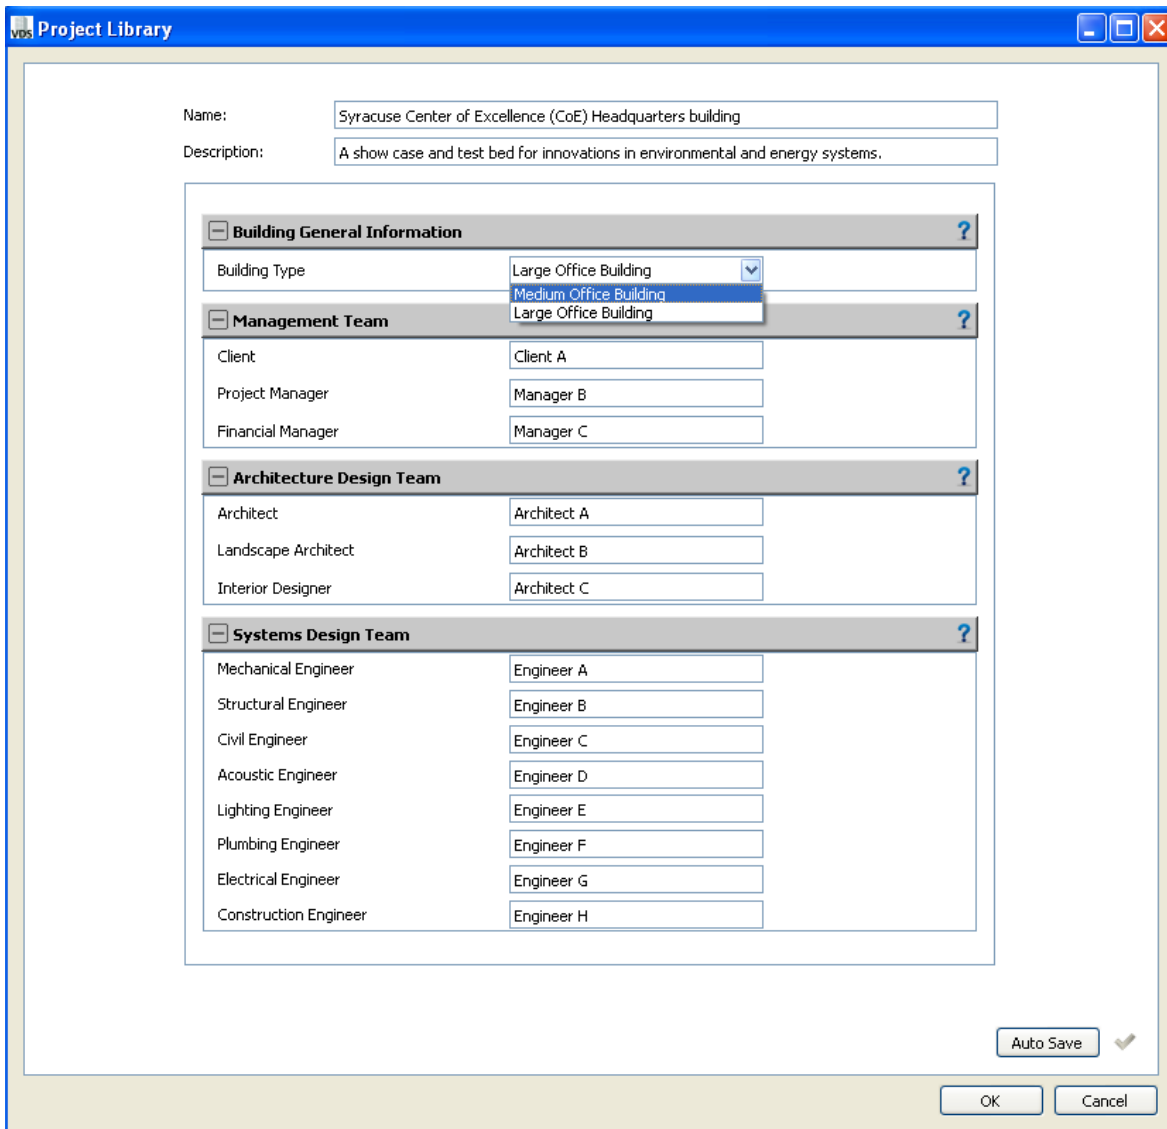 VDS Project Library
Name: Syracuse Center of Excellence (CoE) Headquarters building
Description: A show case and test bed for innovations in environmental and energy systems.
Building General Information ?
Building Type Large Office Building
Medium Office Building
Large Office Building
Management Team ?
Client Client A
Project Manager Manager B
Financial Manager Manager C
Architecture Design Team ?
Architect Architect A
Landscape Architect Architect B
Interior Designer Architect C
Systems Design Team ?
Mechanical Engineer Engineer A
Structural Engineer Engineer B
Civil Engineer Engineer C
Acoustic Engineer Engineer D
Lighting Engineer Engineer E
Plumbing Engineer Engineer F
Electrical Engineer Engineer G
Construction Engineer Engineer H
Auto Save
OK Cancel